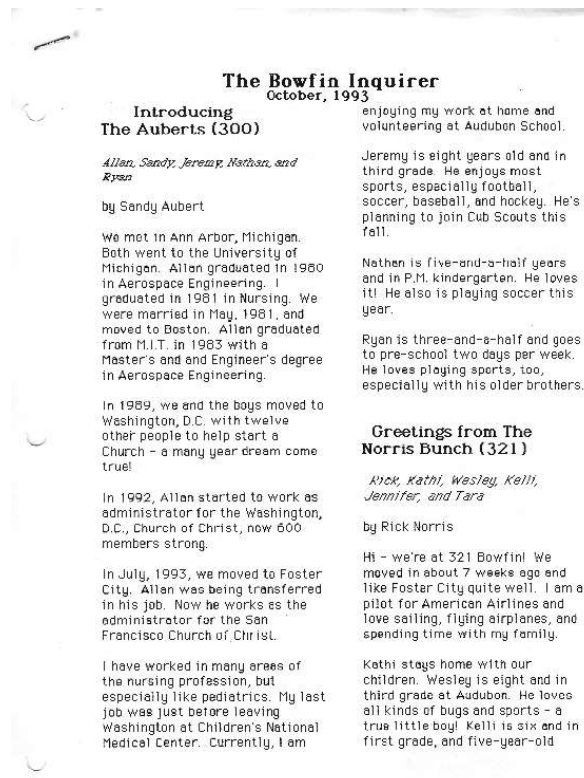 The Bowfin Inquirer
October, 1993
Introducing
The Auberts (300)
Allan, Sandy, Jeremy, Nathan, and
Ryan
by Sandy Aubert
We met in Ann Arbor, Michigan.
Both went to the University of
Michigan. Allan graduated in 1980
in Aerospace Engineering. I
graduated in 1981 in Nursing. We
were married in May, 1981, and
moved to Boston. Allan graduated
from M.I.T. in 1983 with a
Master's and and Engineer's degree
in Aerospace Engineering.
In 1989, we and the boys moved to
Washington, D.C. with twelve
other people to help start a
Church - a many year dream come
true!
In 1992, Allan started to work as
administrator for the Washington,
D.C., Church of Christ, now 600
members strong.
In July, 1993, we moved to Foster
City. Allan was being transferred
in his job. Now he works as the
administrator for the San
Francisco Church of Christ.
I have worked in many areas of
the nursing profession, but
especially like pediatrics. My last
job was just before leaving
Washington at Children's National
Medical Center. Currently, I am
enjoying my work at home and
volunteering at Audubon School.
Jeremy is eight years old and in
third grade. He enjoys most
sports, espacially football,
soccer, baseball, and hockey. He's
planning to join Cub Scouts this
fall.
Nathan is five-and-a-half years
and in P.M. kindergarten. He loves
it! He also is playing soccer this
year.
Ryan is three-and-a-half and goes
to pre-school two days per week.
He loves playing sports, too,
especially with his older brothers.
Greetings from The
Norris Bunch (321)
Rick, Kathi, Wesley, Kelli,
Jennifer, and Tara
by Rick Norris
Hi - we're at 321 Bowfin! We
moved in about 7 weeks ago and
like Foster City quite well. I am a
pilot for American Airlines and
love sailing, flying airplanes, and
spending time with my family.
Kathi stays home with our
children. Wesley is eight and in
third grade at Audubon. He loves
all kinds of bugs and sports - a
true little boy! Kelli is six and in
first grade, and five-year-old